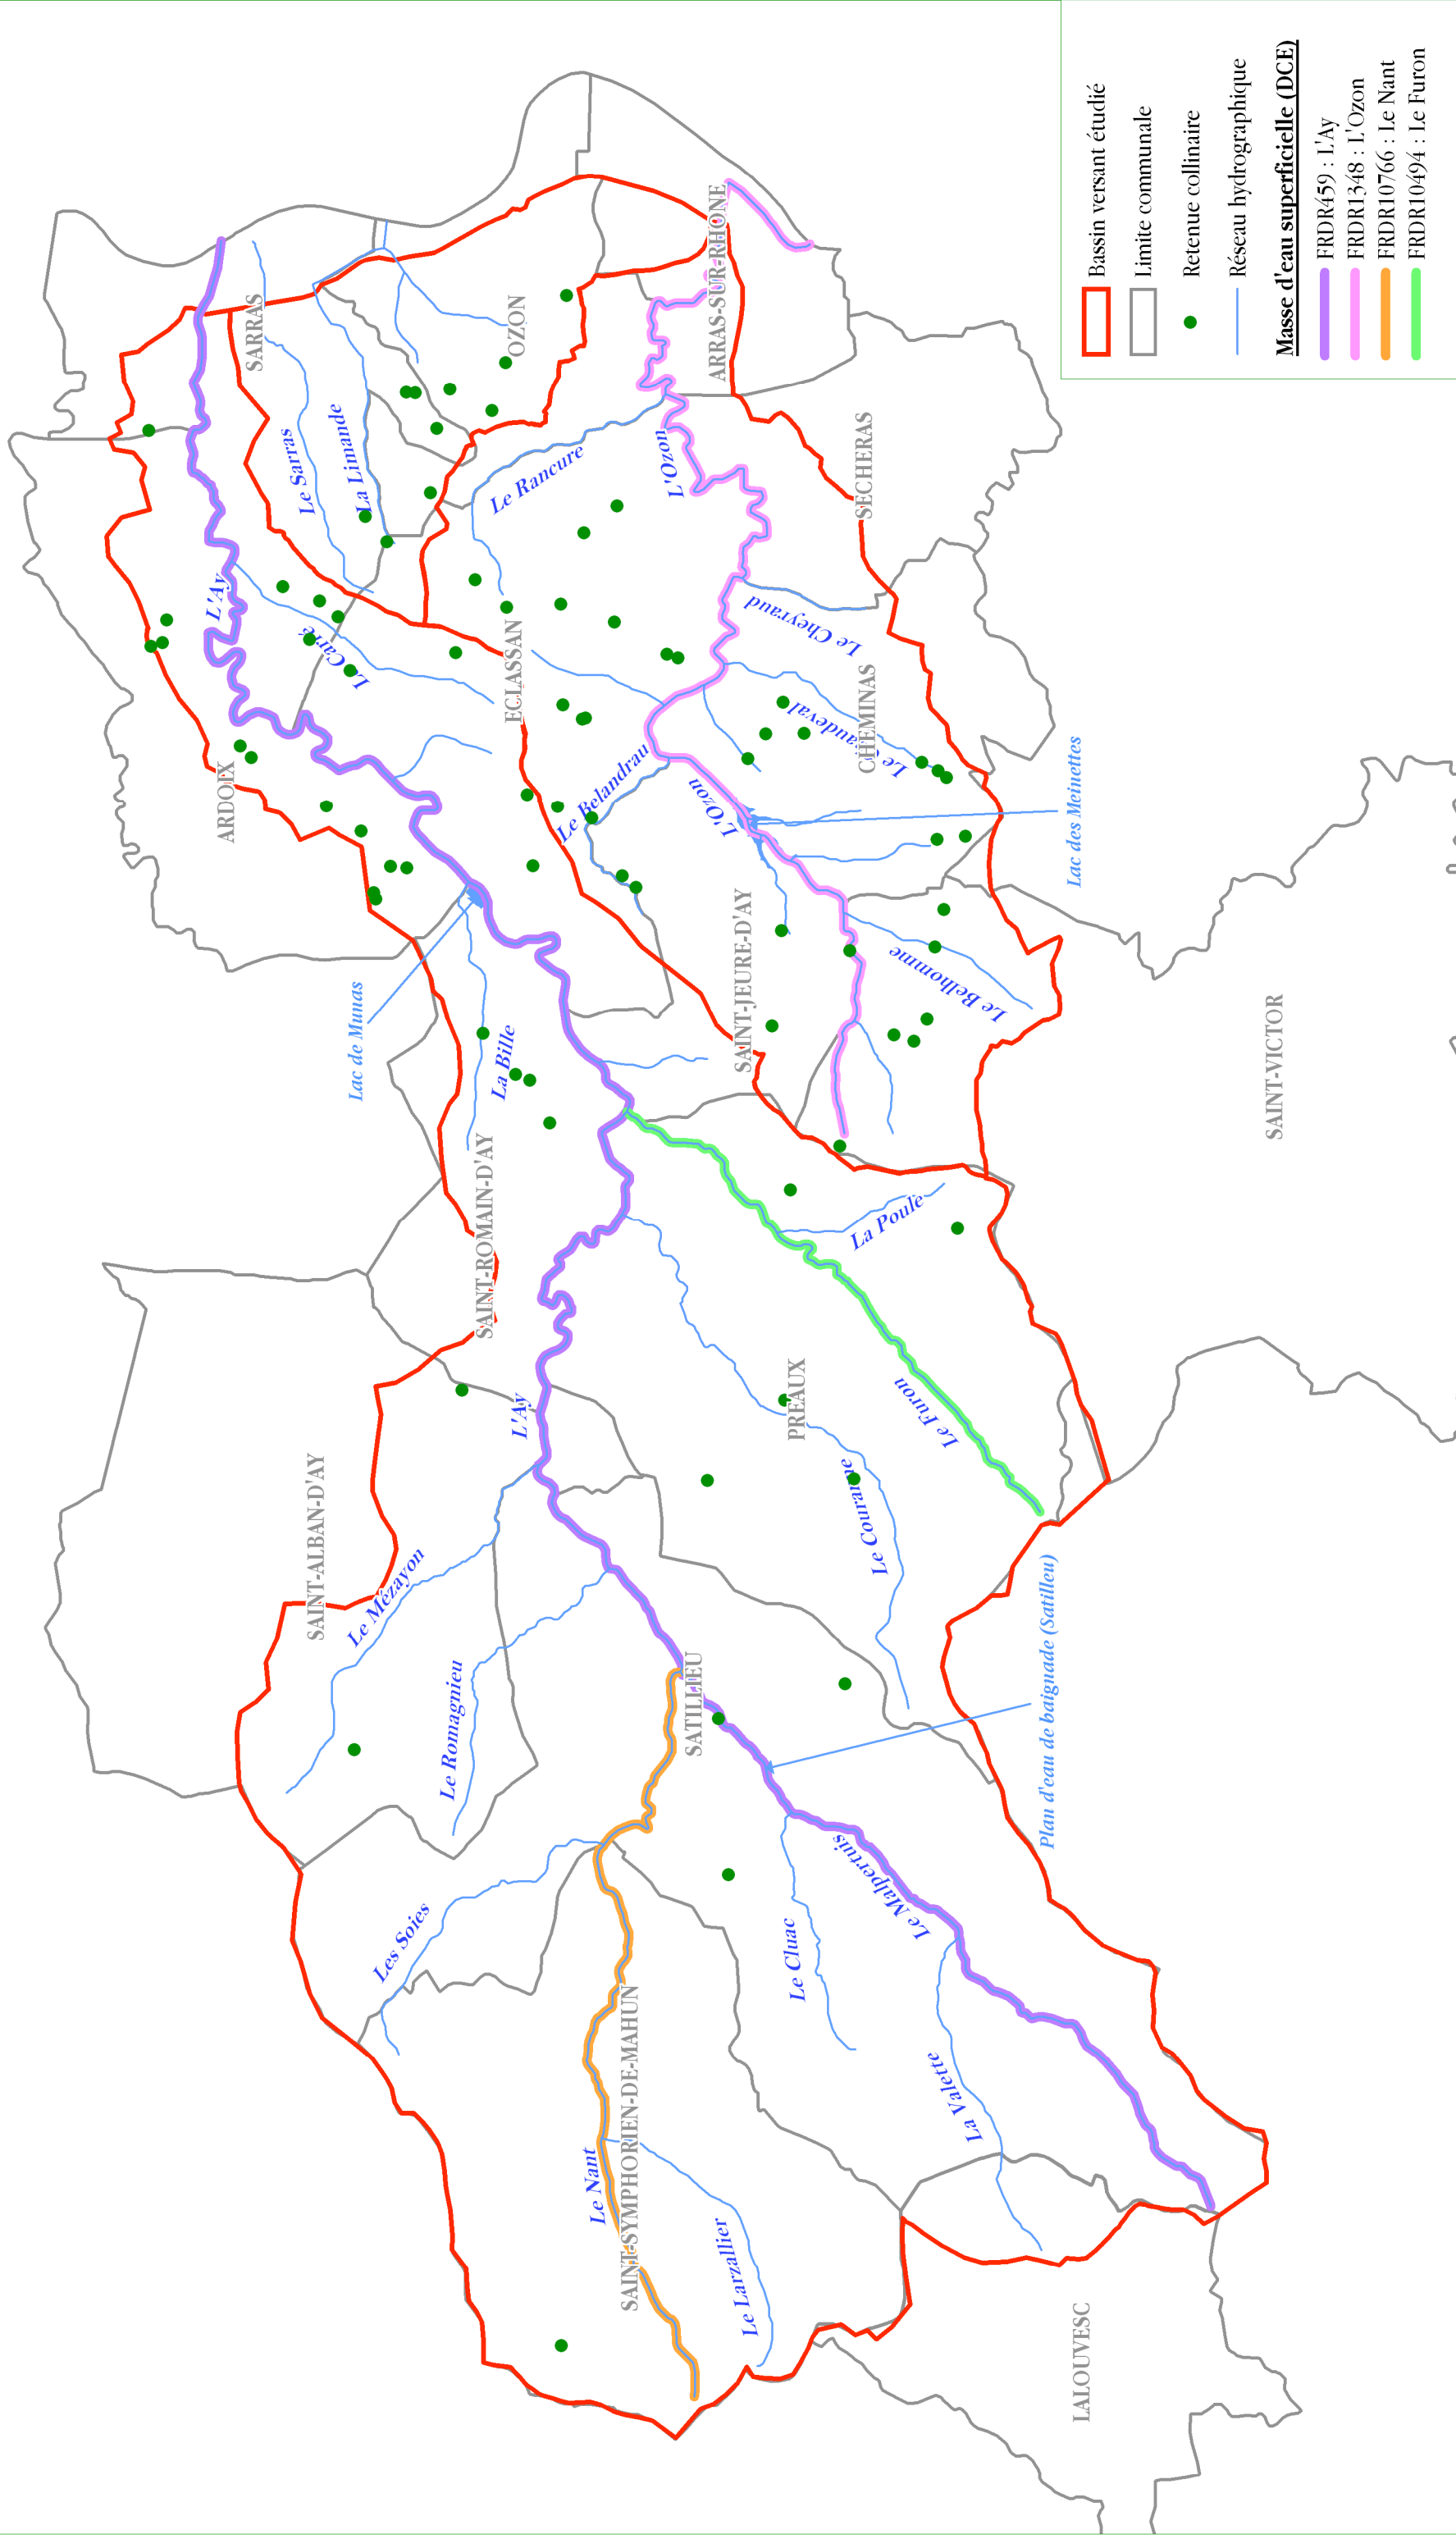 SARRAS
OZON
ARRAS-SUR-RHONE
Le Sarras
La Limande
Le Rancure
L'Ozon
SECHERAS
L'Ay
Le Carré
ECLASSAN
Le Cheyraud
CHEMINAS
ARDOIX
Le Belandrau
L'Ozon
Lac des Meinettes
Lac de Munas
La Bille
SAINT-JEURE-D'AY
Le Belhomme
SAINT-VICTOR
SAINT-ROMAIN-D'AY
La Poule
L'Ay
PREAUX
Le Furon
SAINT-ALBAN-D'AY
Le Mézayon
Le Courance
Le Romagnieu
SATILLIEU
Plan d'eau de baignade (Satilleu)
Les Soies
Le Malpertuis
Le Cluac
SAINT-SYMPHORIEN-DE-MAHUN
La Valette
Le Nant
Le Larzallier
LALOUVESC
Bassin versant étudié
Limite communale
Retenue collinaire
Réseau hydrographique
Masse d'eau superficielle (DCE)
FRDR459 : L'Ay
FRDR1348 : L'Ozon
FRDR10766 : Le Nant
FRDR10494 : Le Furon